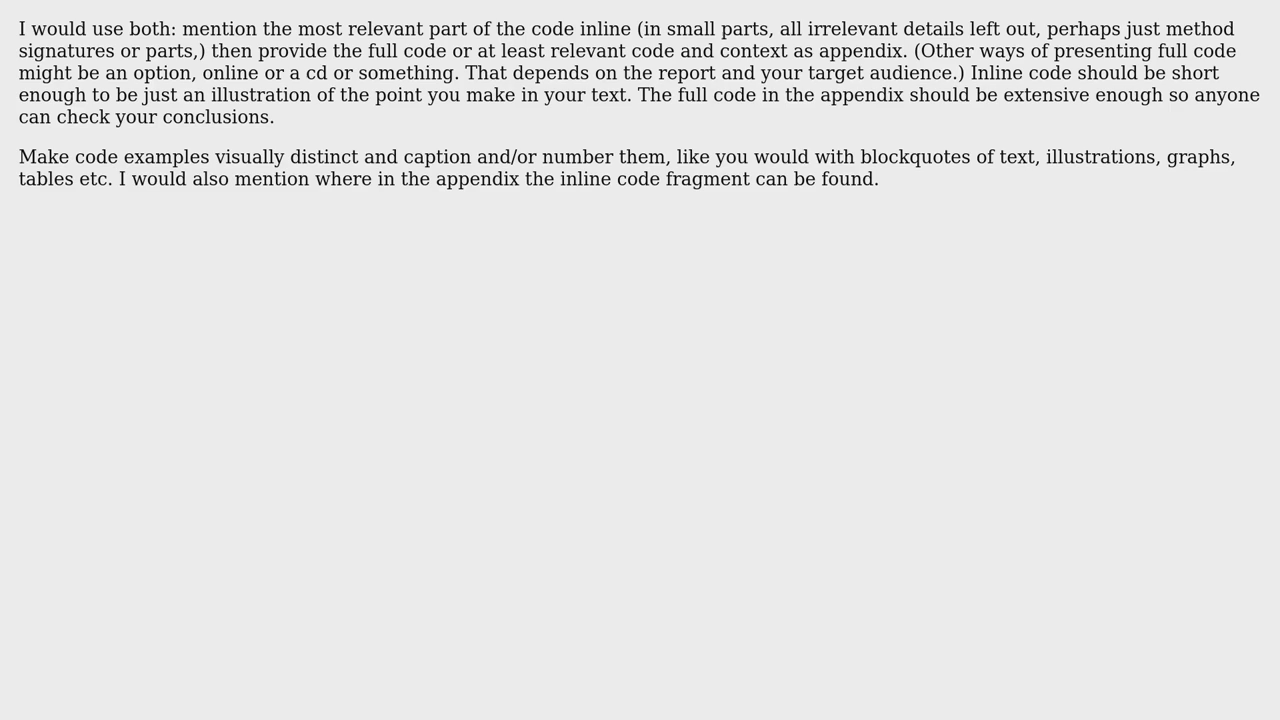 I would use both: mention the most relevant part of the code inline (in small parts, all irrelevant details left out, perhaps just method
signatures or parts,) then provide the full code or at least relevant code and context as appendix. (Other ways of presenting full code
might be an option, online or a cd or something. That depends on the report and your target audience.) Inline code should be short
enough to be just an illustration of the point you make in your text. The full code in the appendix should be extensive enough so anyone
can check your conclusions.
Make code examples visually distinct and caption and/or number them, like you would with blockquotes of text, illustrations, graphs,
tables etc. I would also mention where in the appendix the inline code fragment can be found.